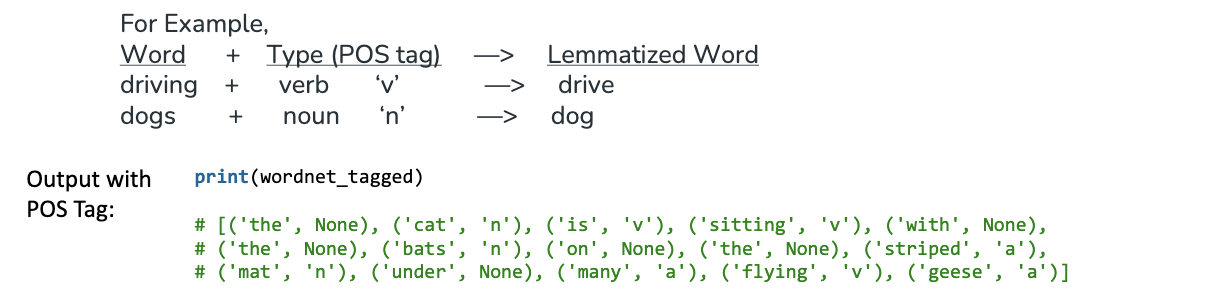 For Example,
Word + Type (POS tag) —> Lemmatized Word
driving + verb ‘v’ —> drive
dogs + noun ‘n’ —> dog
Output with print(wordnet_tagged)
POS Tag:
# [('the', None), ('cat', 'n'), ('is', 'v'), ('sitting', 'v'), ('with', None),
# ('the', None), ('bats', 'n'), ('on', None), ('the', None), ('striped', 'a'),
# ('mat', 'n'), ('under', None), ('many', 'a'), ('flying', 'v'), ('geese', 'a')]